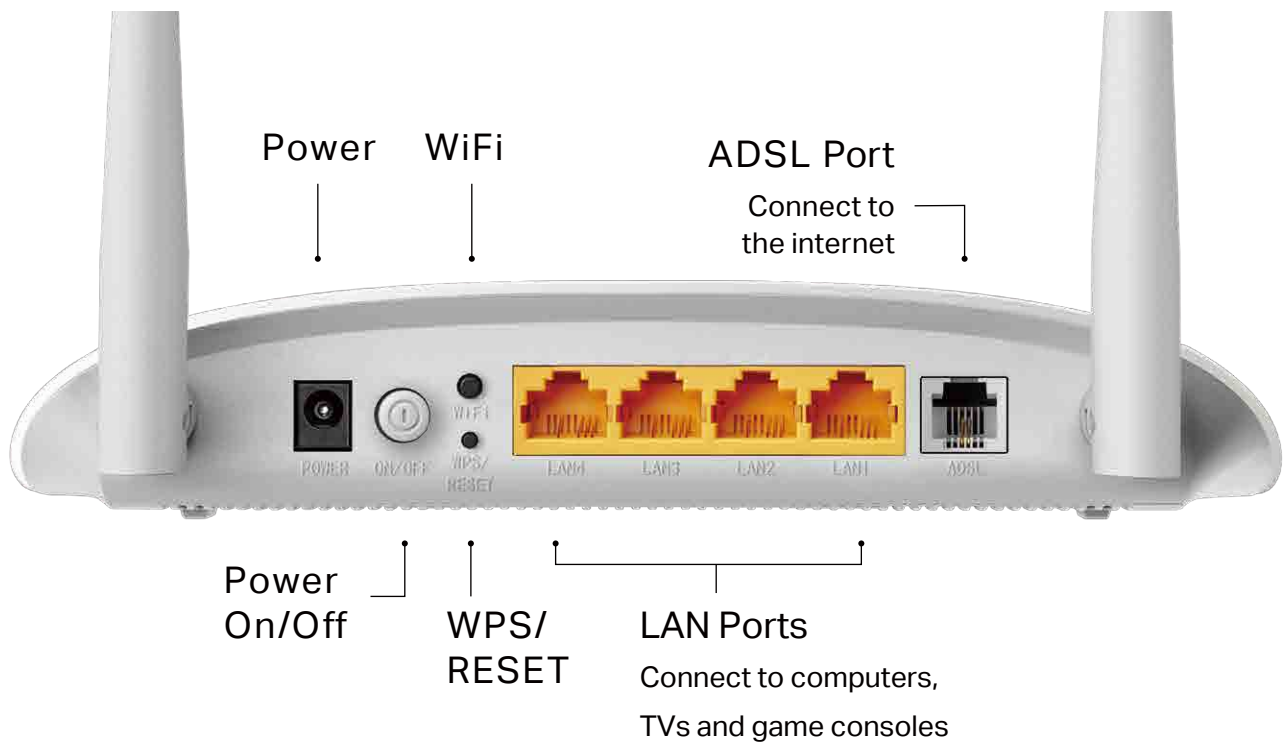 Power
WiFi
ADSL Port
Connect to
the internet
WiFi
POWER
ON/OFF
WPS/
RESET
LAN4
LAN3
LAN2
LAN1
ADSL
Power
On/Off
WPS/
RESET
LAN Ports
Connect to computers,
TVs and game consoles